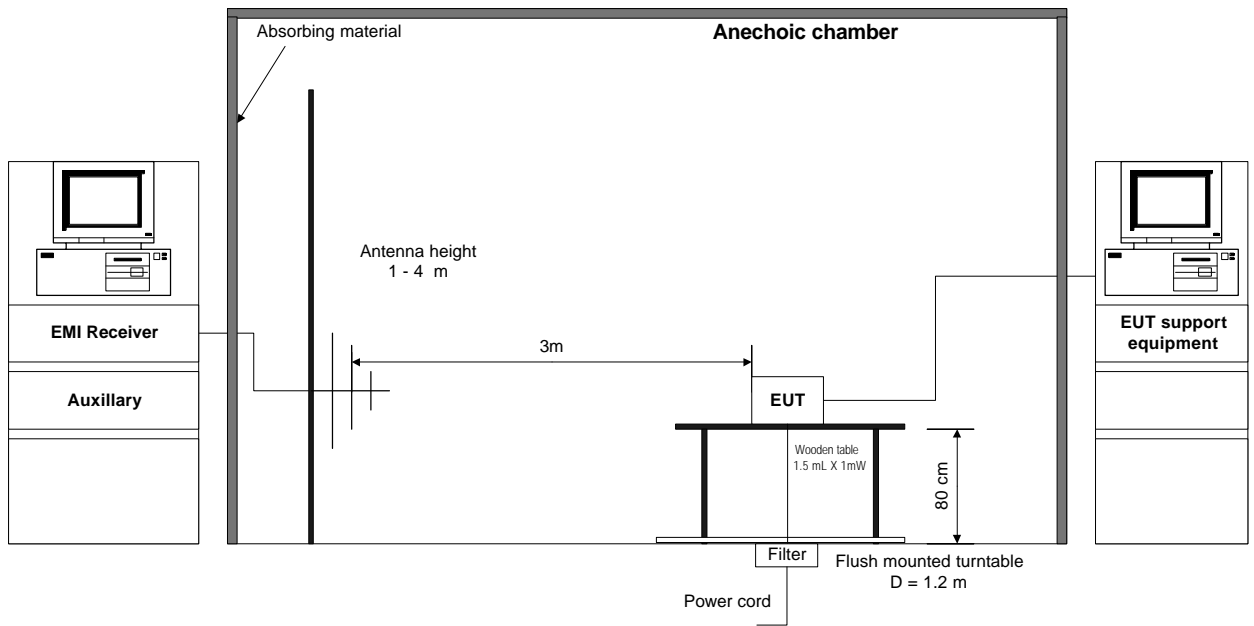 Absorbing material
Anechoic chamber
Antenna height
1 - 4 m
EMI Receiver
Auxillary
3m
EUT
EUT support
equipment
Wooden table
1.5 mL X 1mW
80 cm
Filter
Flush mounted turntable
D = 1.2 m
Power cord